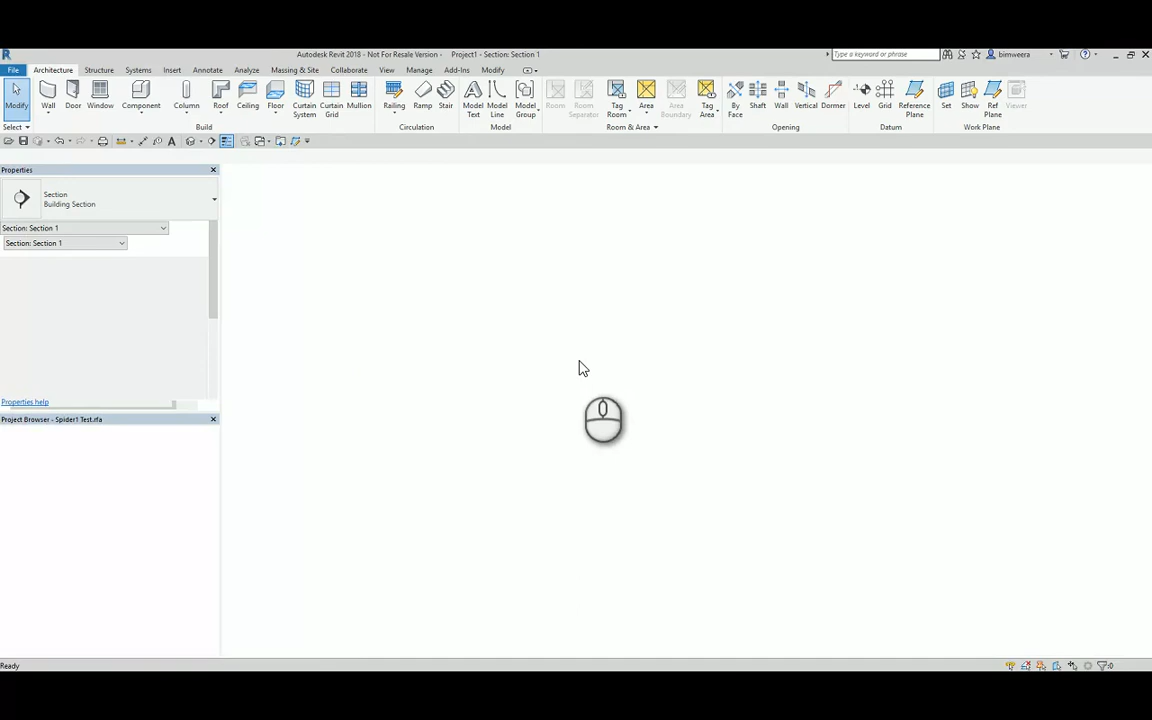 Autodesk Revit 2018 - Not For Resale Version - Project1 - Section: Section 1
Type a keyword or phrase
bimweera
File Architecture Structure Systems Insert Annotate Analyze Massing & Site Collaborate View Manage Add-Ins Modify
Modify Wall Door Window Component Column Roof Ceiling Floor Curtain System Curtain Grid Mullion Railing Ramp Stair Model Text Model Line Model Group Room Room Separator Tag Room Area Area Boundary Tag Area By Face Shaft Wall Vertical Dormer Level Grid Reference Plane Set Show Ref Plane Viewer
Select Build Circulation Model Room & Area Opening Datum Work Plane
Properties
Section
Building Section
Section: Section 1
Section: Section 1
Properties help
Project Browser - Spider1 Test.rfa
Ready
:0